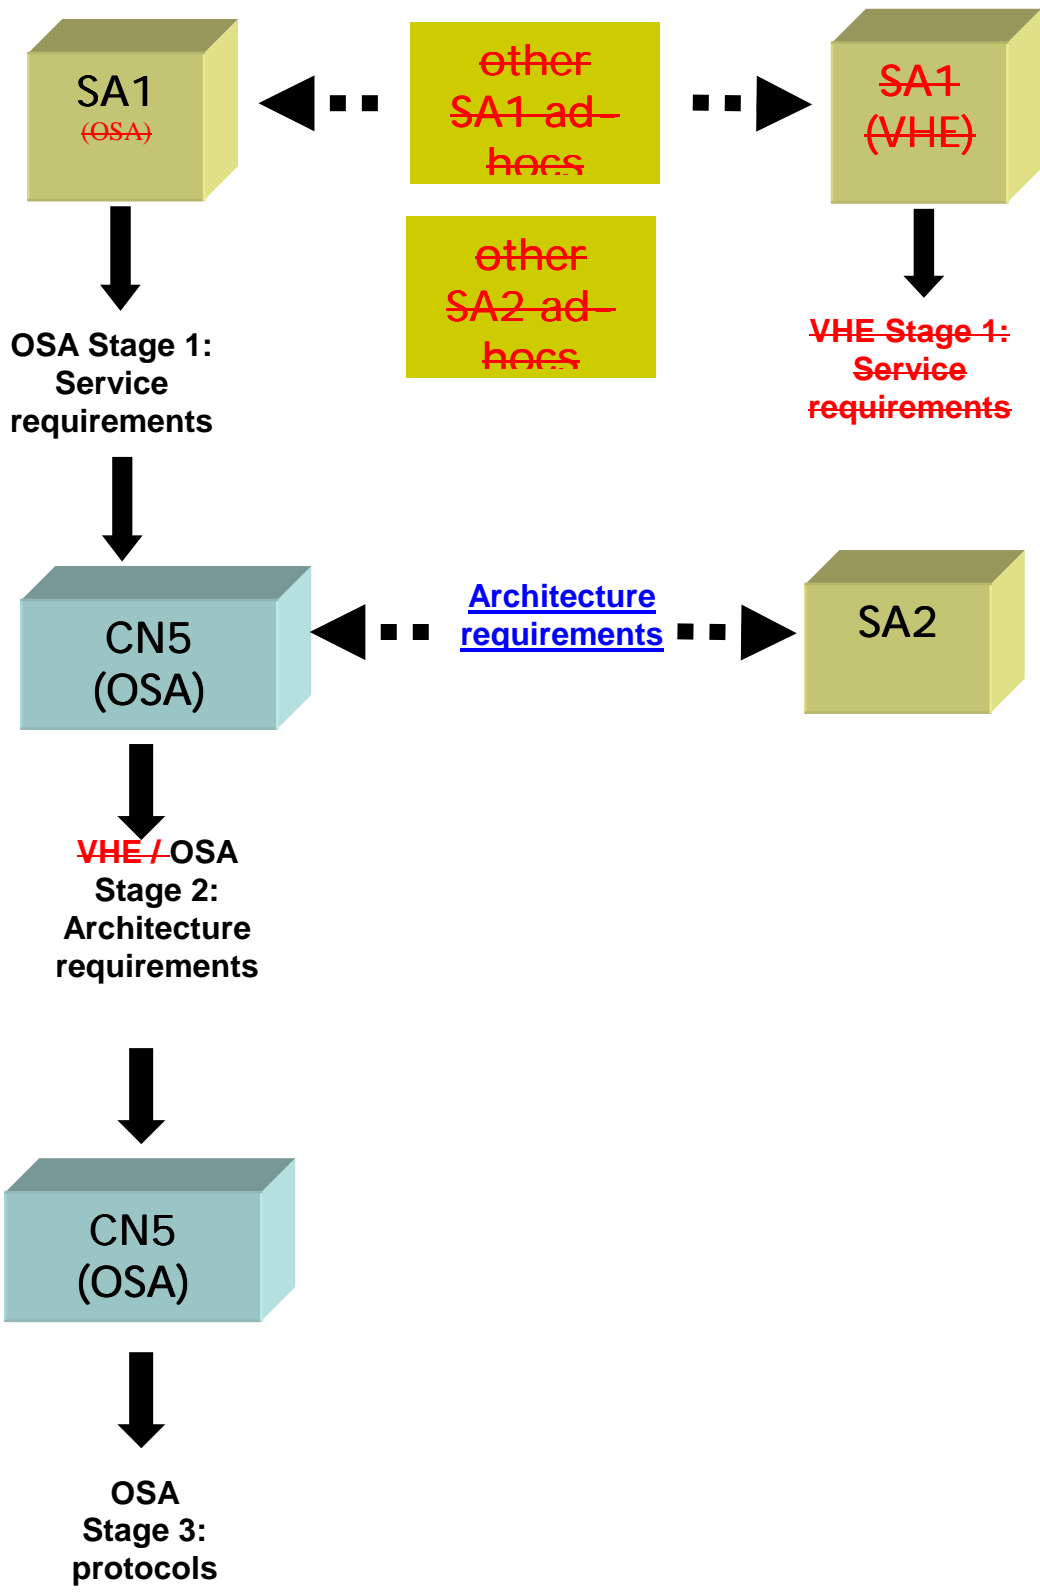 SA1
(OSA)
other
SA1 ad-
hocs
SA1
(VHE)
other
SA2 ad-
hocs
OSA Stage 1:
Service
requirements
VHE Stage 1:
Service
requirements
CN5
(OSA)
Architecture
requirements
SA2
VHE / OSA
Stage 2:
Architecture
requirements
CN5
(OSA)
OSA
Stage 3:
protocols